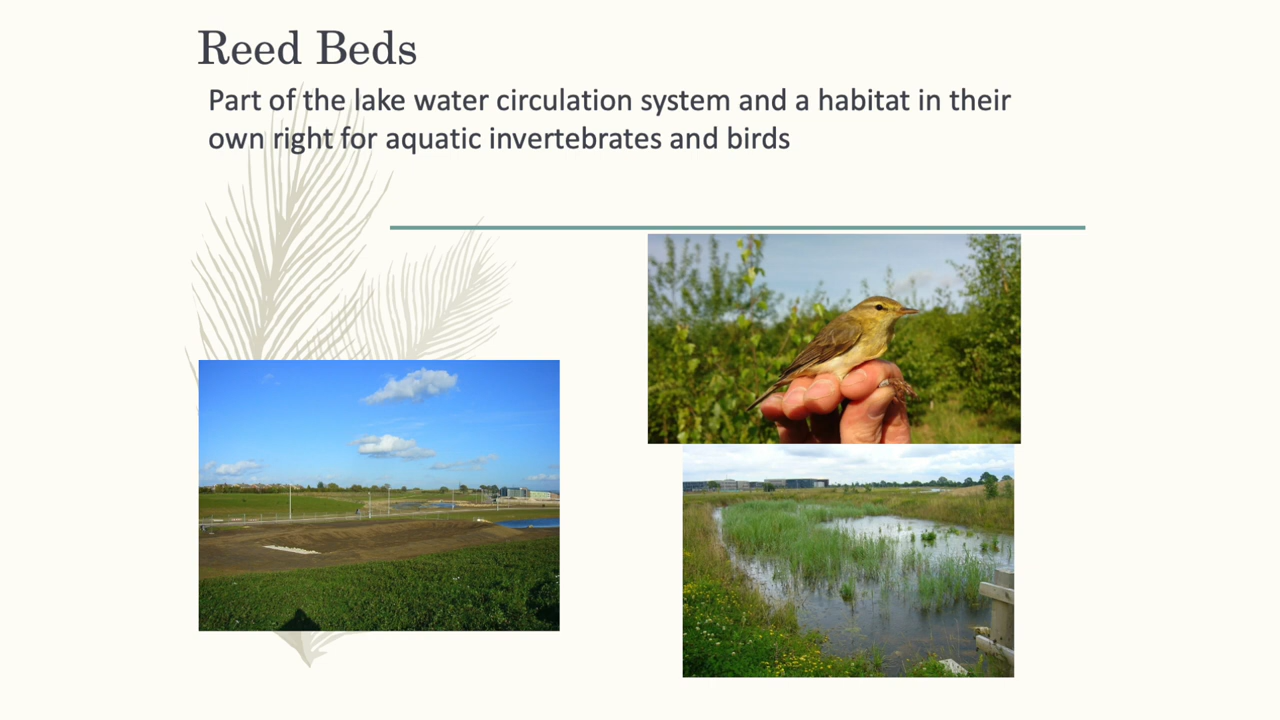 Reed Beds
Part of the lake water circulation system and a habitat in their
own right for aquatic invertebrates and birds